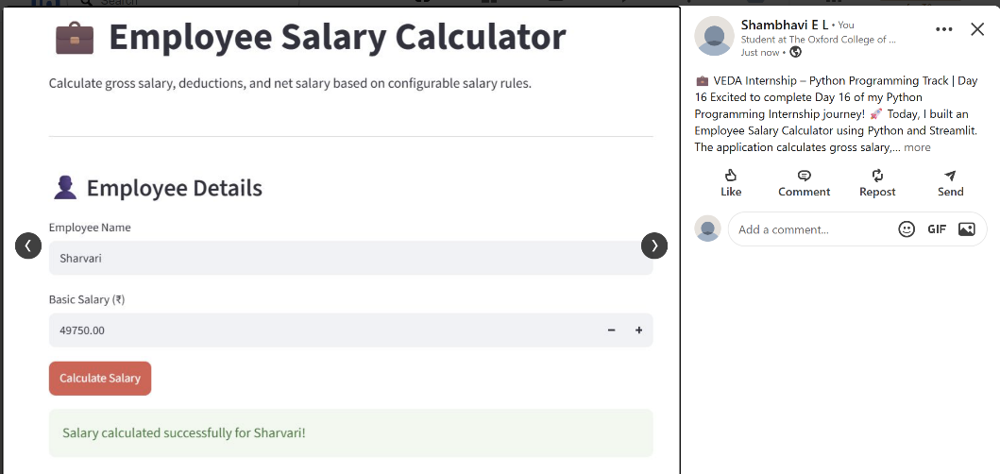 Search
Employee Salary Calculator
Calculate gross salary, deductions, and net salary based on configurable salary rules.
Employee Details
Employee Name
Sharvari
Basic Salary (₹)
49750.00
− +
Calculate Salary
Salary calculated successfully for Sharvari!
Shambhavi E L • You
Student at The Oxford College of ...
Just now •
💼 VEDA Internship – Python Programming Track | Day
16 Excited to complete Day 16 of my Python
Programming Internship journey! 🚀 Today, I built an
Employee Salary Calculator using Python and Streamlit.
The application calculates gross salary,... more
Like Comment Repost Send
Add a comment... GIF